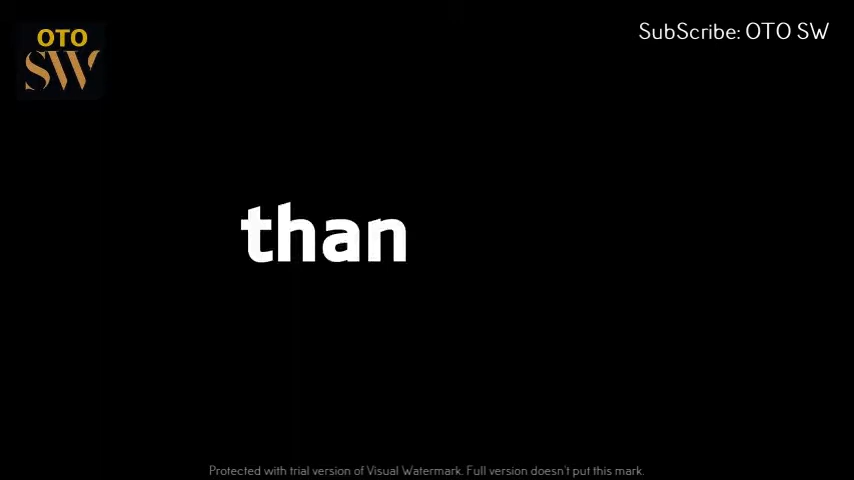 OTO
SW
SubScribe: OTO SW
than
Protected with trial version of Visual Watermark. Full version doesn't put this mark.